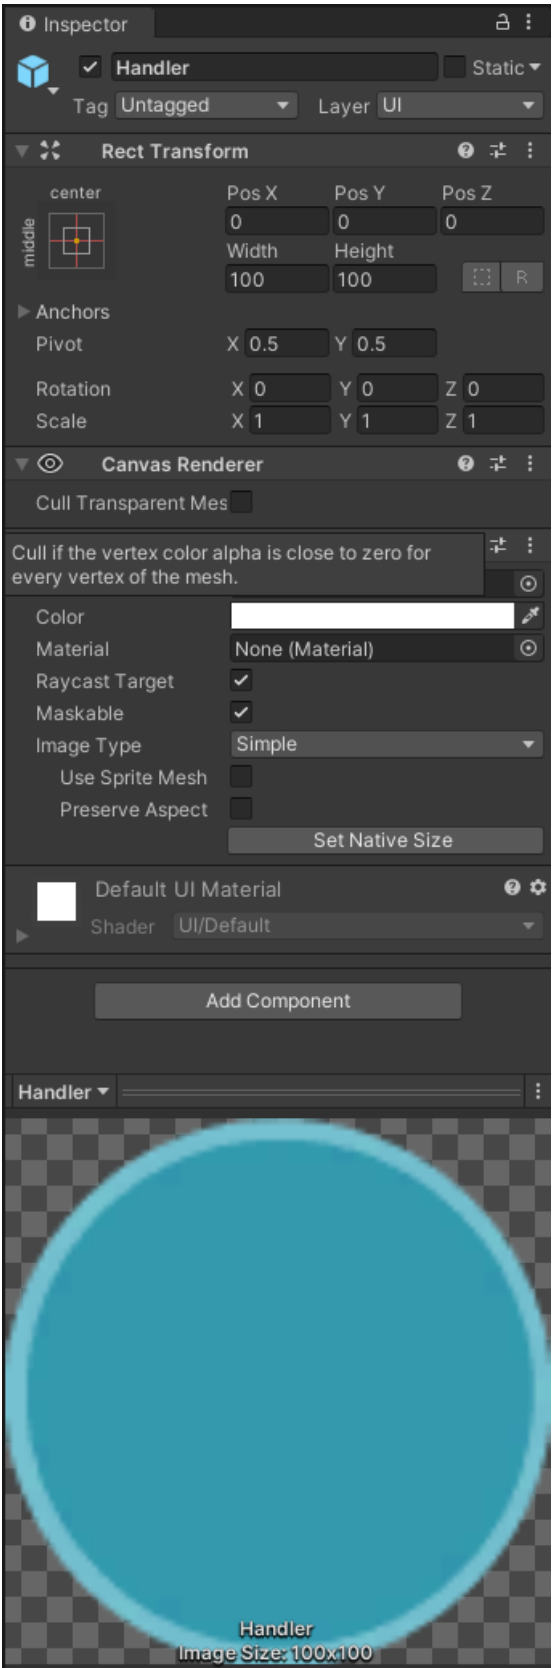 Inspector
Handler
Static
Tag Untagged Layer UI
Rect Transform
center
middle
Pos X Pos Y Pos Z
0 0 0
Width Height
100 100 R
Anchors
Pivot X 0.5 Y 0.5
Rotation X 0 Y 0 Z 0
Scale X 1 Y 1 Z 1
Canvas Renderer
Cull Transparent Mes
Cull if the vertex color alpha is close to zero for
every vertex of the mesh.
Color
Material None (Material)
Raycast Target
Maskable
Image Type Simple
Use Sprite Mesh
Preserve Aspect
Set Native Size
Default UI Material
Shader UI/Default
Add Component
Handler
Handler
Image Size: 100x100